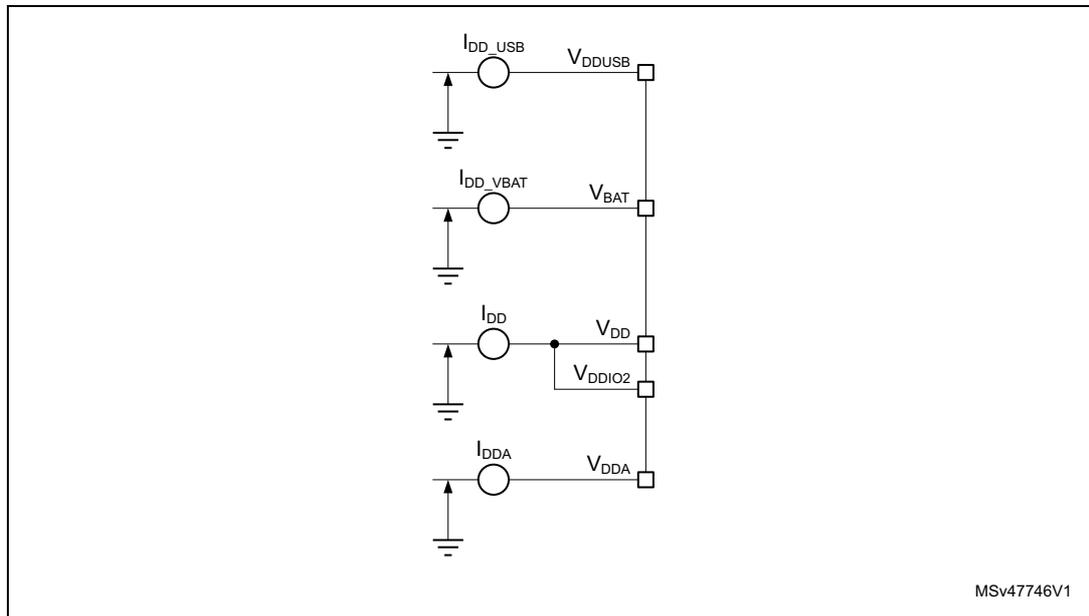 IDD_USB
VDDUSB
IDD_VBAT
VBAT
IDD
VDD
VDDIO2
IDDA
VDDA
MSv47746V1